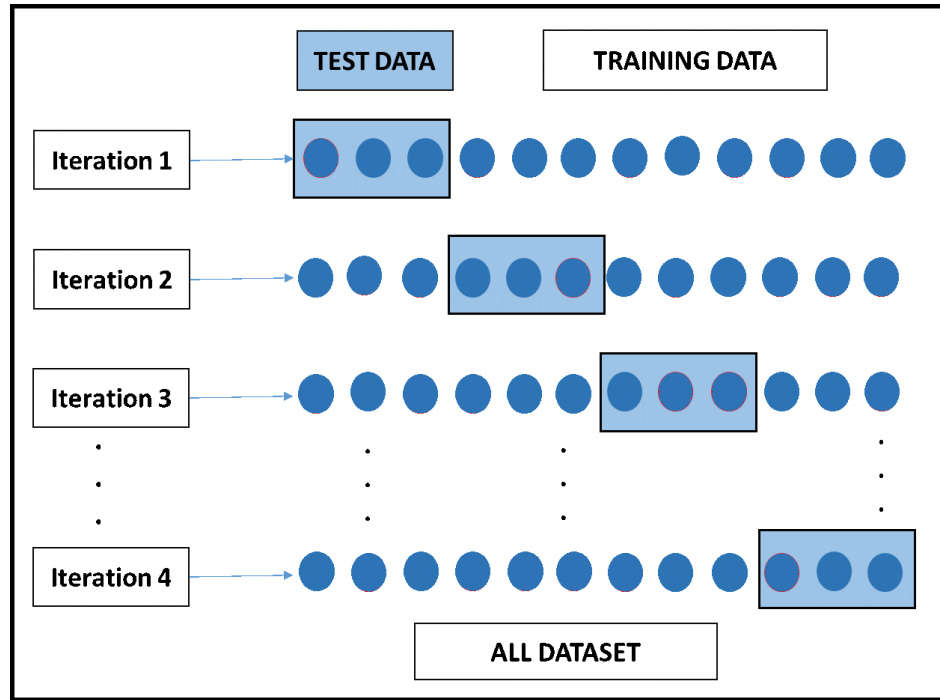 TEST DATA
TRAINING DATA
Iteration 1
Iteration 2
Iteration 3
Iteration 4
ALL DATASET